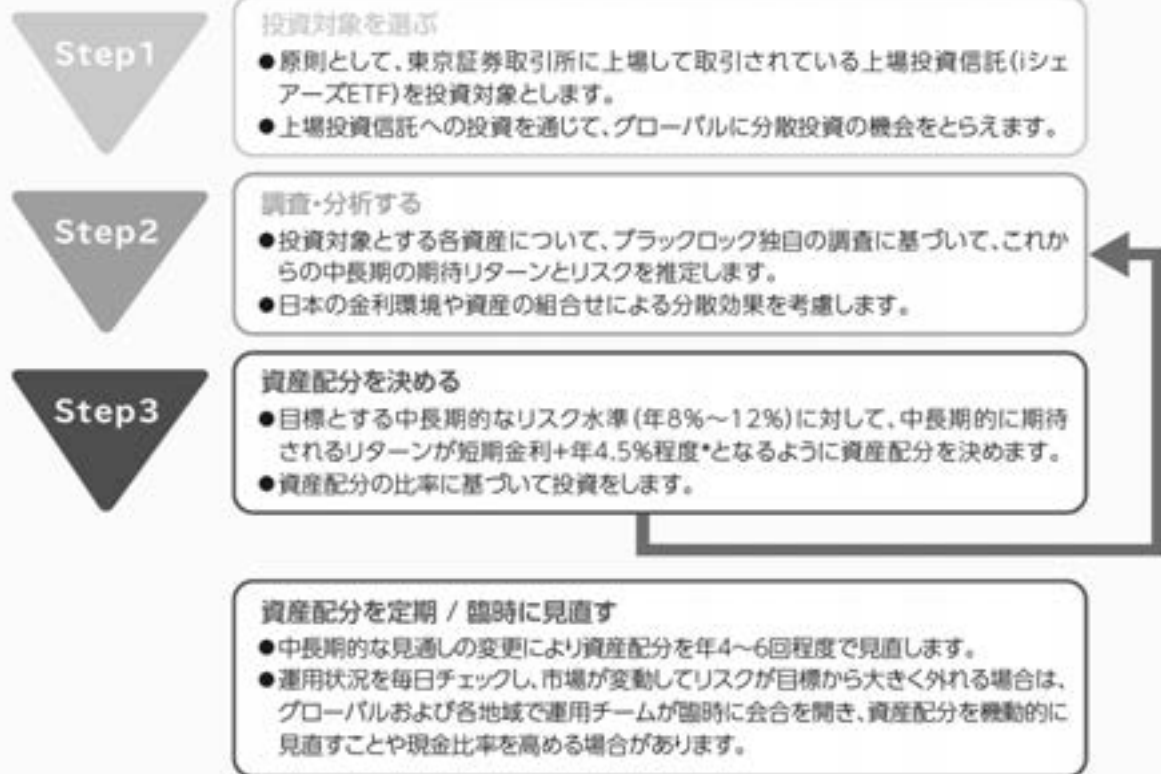 Step1
投資対象を選ぶ
●原則として、東京証券取引所に上場して取引されている上場投資信託(iシェ
アーズETF)を投資対象とします。
●上場投資信託への投資を通じて、グローバルに分散投資の機会をとらえます。
Step2
調査・分析する
●投資対象とする各資産について、ブラックロック独自の調査に基づいて、これか
らの中長期の期待リターンとリスクを推定します。
●日本の金利環境や資産の組合せによる分散効果を考慮します。
Step3
資産配分を決める
●目標とする中長期的なリスク水準(年8%～12%)に対して、中長期的に期待
されるリターンが短期金利+年4.5%程度*となるように資産配分を決めます。
●資産配分の比率に基づいて投資をします。
資産配分を定期 / 臨時に見直す
●中長期的な見通しの変更により資産配分を年4～6回程度で見直します。
●運用状況を毎日チェックし、市場が変動してリスクが目標から大きく外れる場合は、
グローバルおよび各地域で運用チームが臨時に会合を開き、資産配分を機動的に
見直すことや現金比率を高める場合があります。